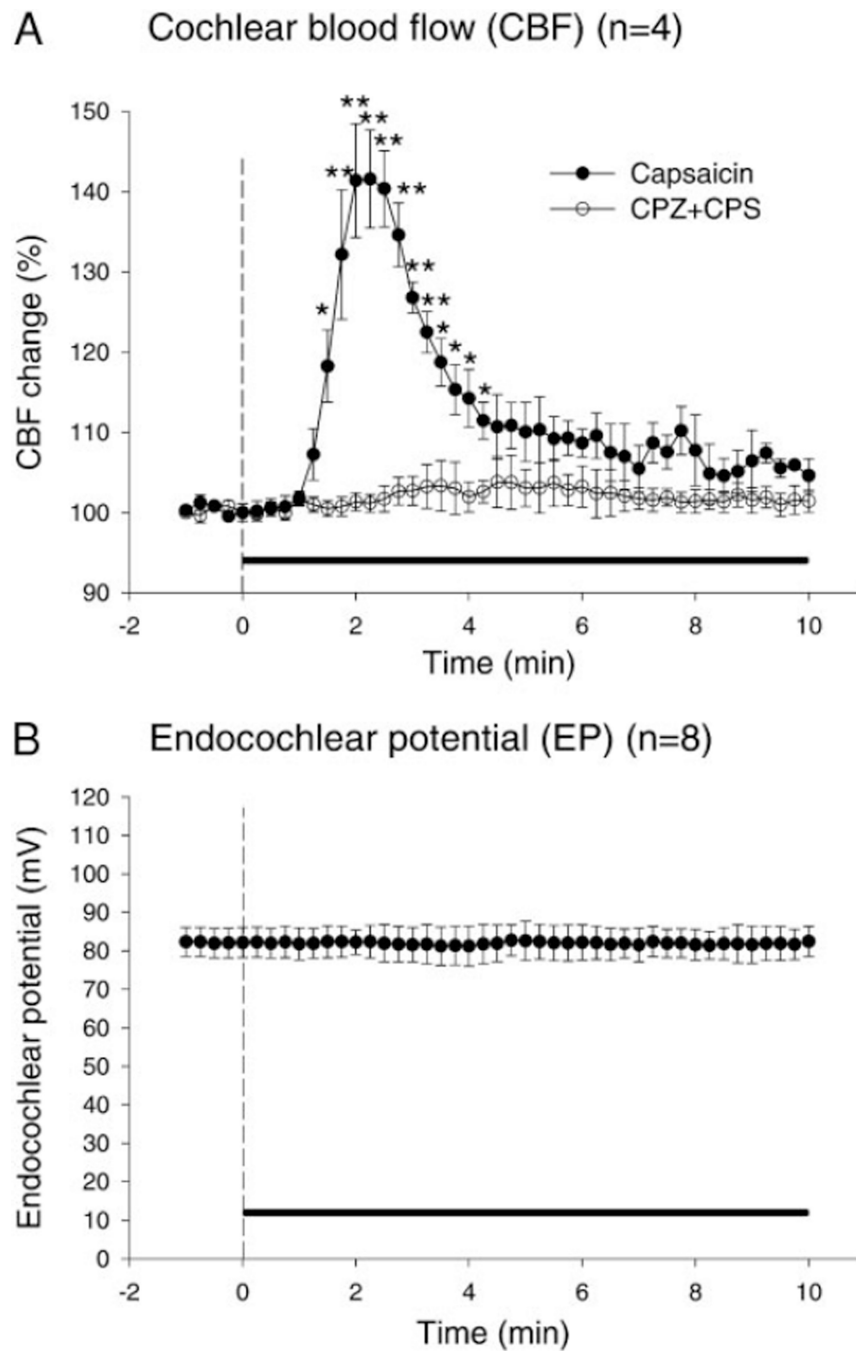 A
Cochlear blood flow (CBF) (n=4)
150
140
130
120
110
100
90
CBF change (%)
**
**
**
**
**
*
**
**
*
*
*
*
Capsaicin
CPZ+CPS
-2 0 2 4 6 8 10
Time (min)
B
Endocochlear potential (EP) (n=8)
120
110
100
90
80
70
60
50
40
30
20
10
0
Endocochlear potential (mV)
-2 0 2 4 6 8 10
Time (min)